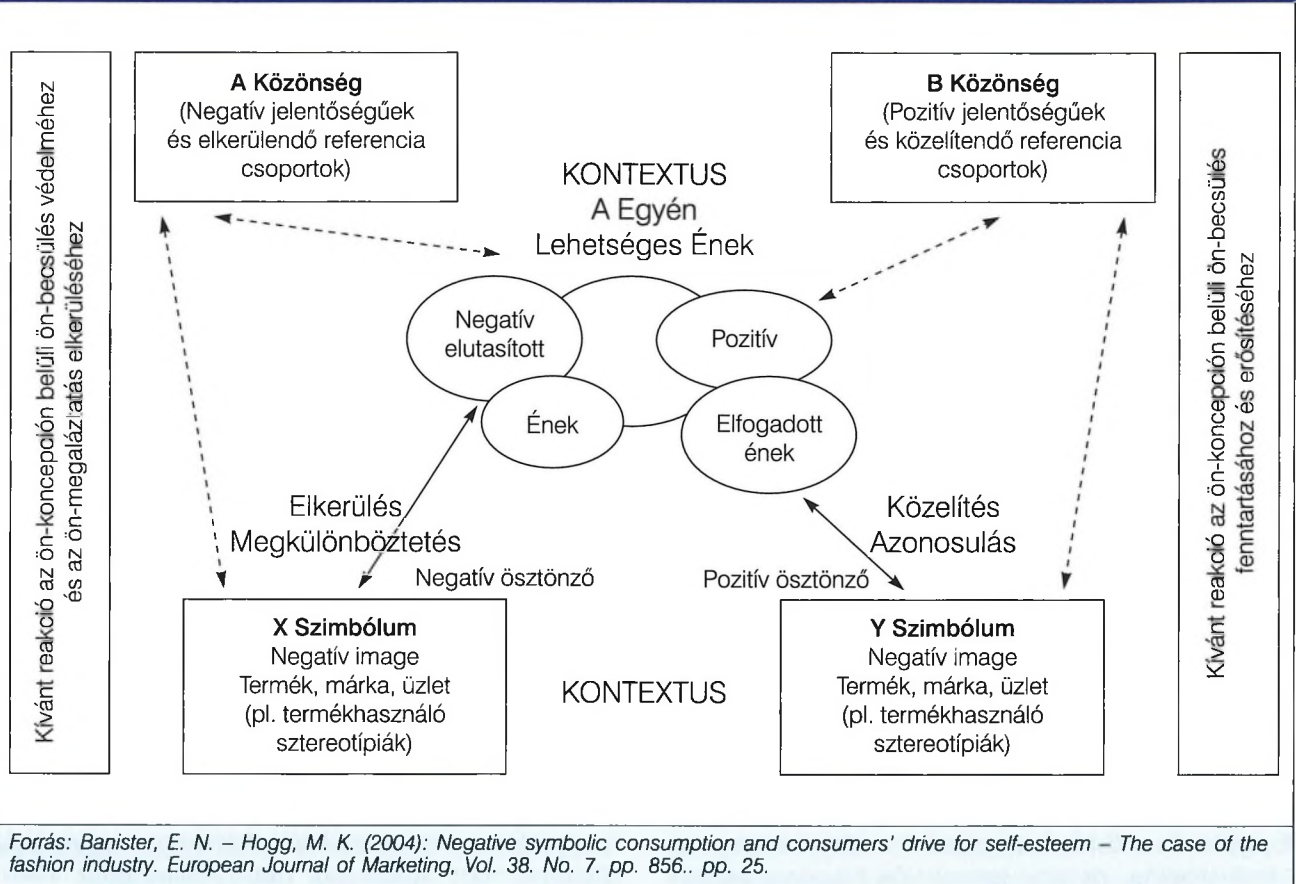 Kívánt reakció az ön-koncepción belüli ön-becsülés védelméhez
és az ön-megaláztatás elkerüléséhez
A Közönség
(Negatív jelentőségűek
és elkerülendő referencia
csoportok)
KONTEXTUS
A Egyén
Lehetséges Ének
B Közönség
(Pozitív jelentőségűek
és közelítendő referencia
csoportok)
Kívánt reakció az ön-koncepción belüli ön-becsülés
fenntartásához és erősítéséhez
Negatív
elutasított
Pozitív
Ének
Elfogadott
ének
Elkerülés
Megkülönböztetés
Negatív ösztönző
Közelítés
Azonosulás
Pozitív ösztönző
X Szimbólum
Negatív image
Termék, márka, üzlet
(pl. termékhasználó
sztereotípiák)
KONTEXTUS
Y Szimbólum
Negatív image
Termék, márka, üzlet
(pl. termékhasználó
sztereotípiák)
Forrás: Banister, E. N. – Hogg, M. K. (2004): Negative symbolic consumption and consumers' drive for self-esteem – The case of the
fashion industry. European Journal of Marketing, Vol. 38. No. 7. pp. 856.. pp. 25.